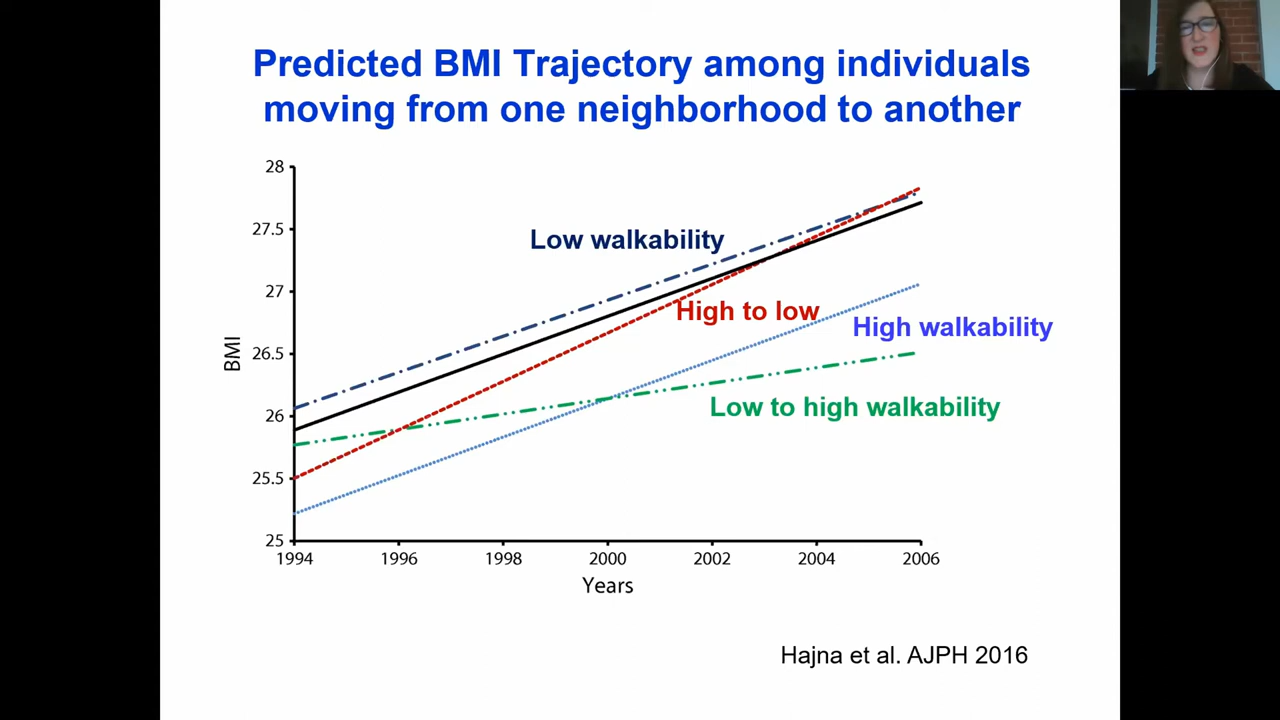 Predicted BMI Trajectory among individuals
moving from one neighborhood to another
28
27.5
27
26.5
26
25.5
25
BMI
Low walkability
High to low
High walkability
Low to high walkability
1994 1996 1998 2000 2002 2004 2006
Years
Hajna et al. AJPH 2016